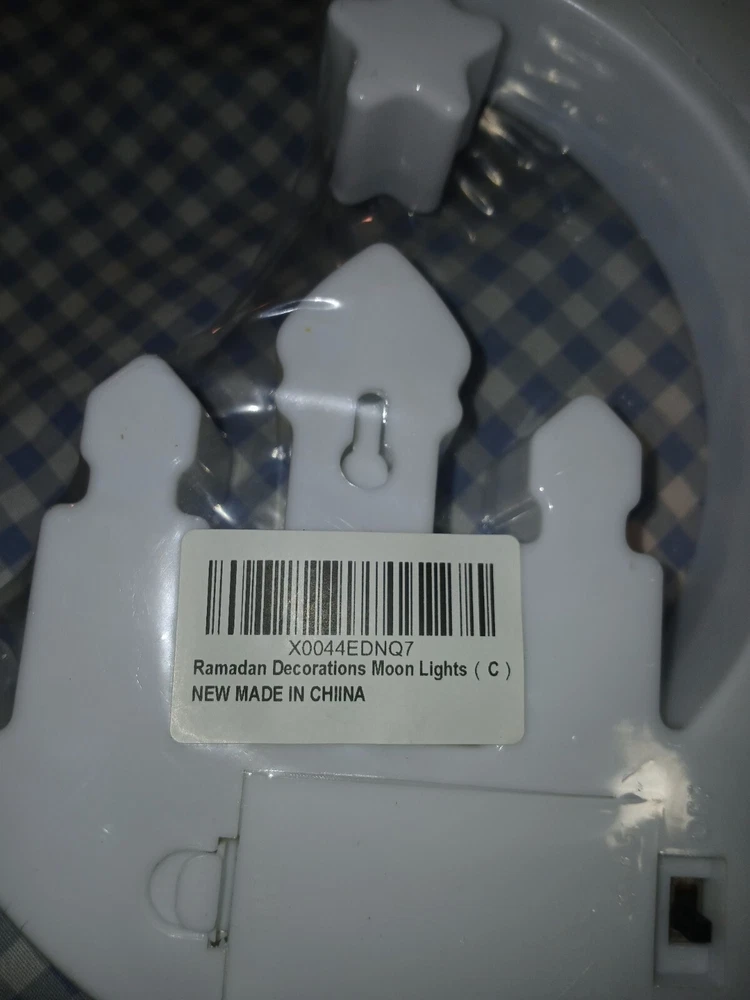 X0044EDNQ7
Ramadan Decorations Moon Lights ( C )
NEW MADE IN CHIINA